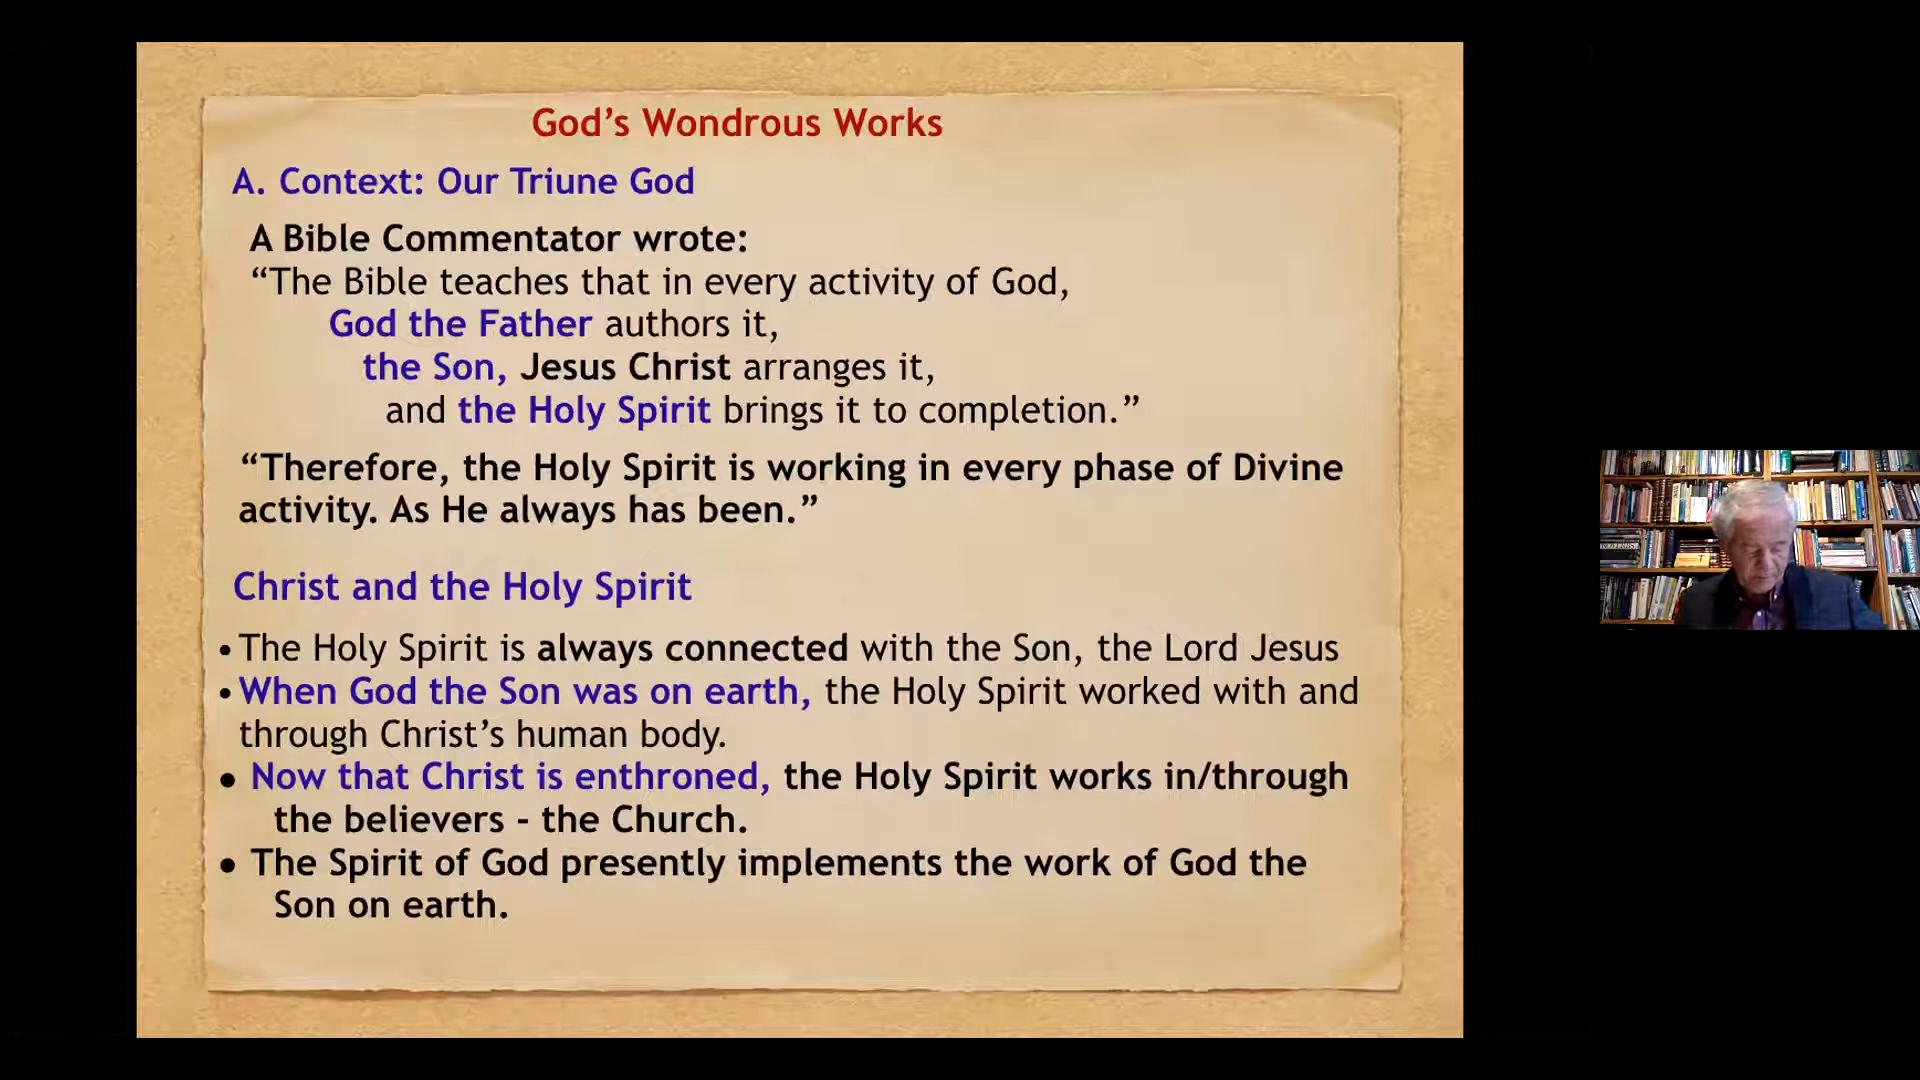 God’s Wondrous Works
A. Context: Our Triune God
A Bible Commentator wrote:
“The Bible teaches that in every activity of God,
God the Father authors it,
the Son, Jesus Christ arranges it,
and the Holy Spirit brings it to completion.”
“Therefore, the Holy Spirit is working in every phase of Divine
activity. As He always has been.”
Christ and the Holy Spirit
• The Holy Spirit is always connected with the Son, the Lord Jesus
• When God the Son was on earth, the Holy Spirit worked with and
through Christ’s human body.
● Now that Christ is enthroned, the Holy Spirit works in/through
the believers - the Church.
● The Spirit of God presently implements the work of God the
Son on earth.